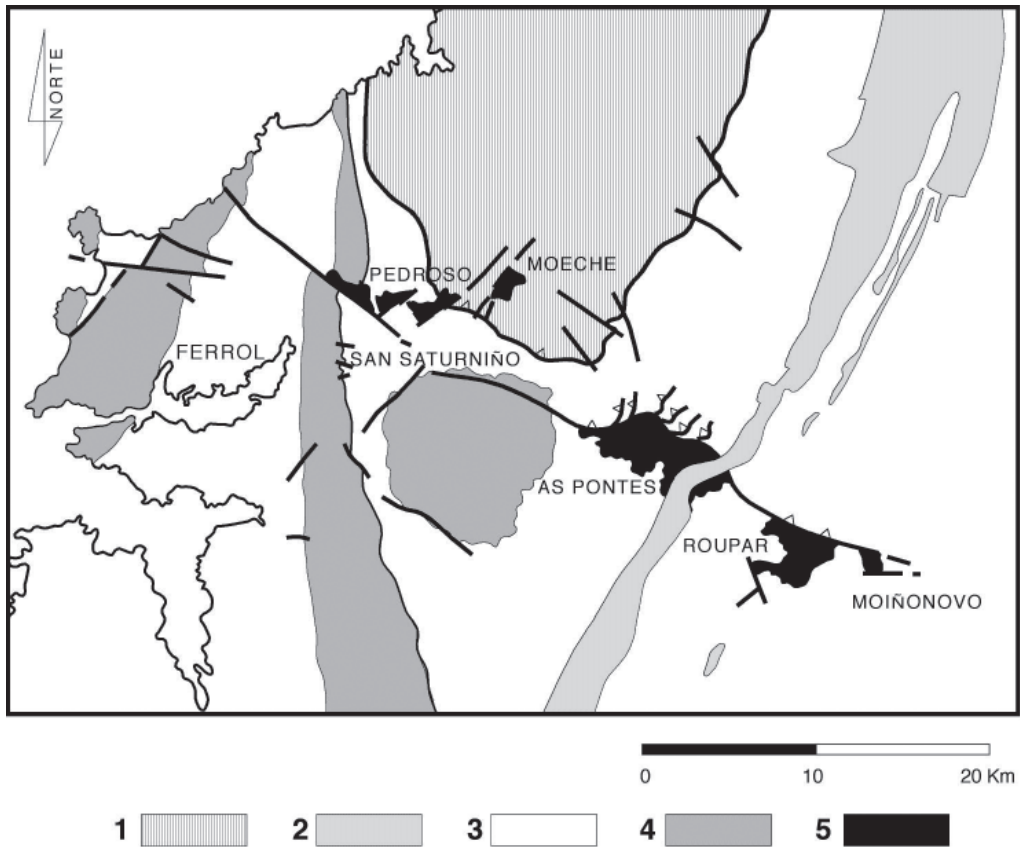 NORTE
PEDROSO
MOECHE
FERROL
SAN SATURNIÑO
AS PONTES
ROUPAR
MOIÑONOVO
0 10 20 Km
1 2 3 4 5